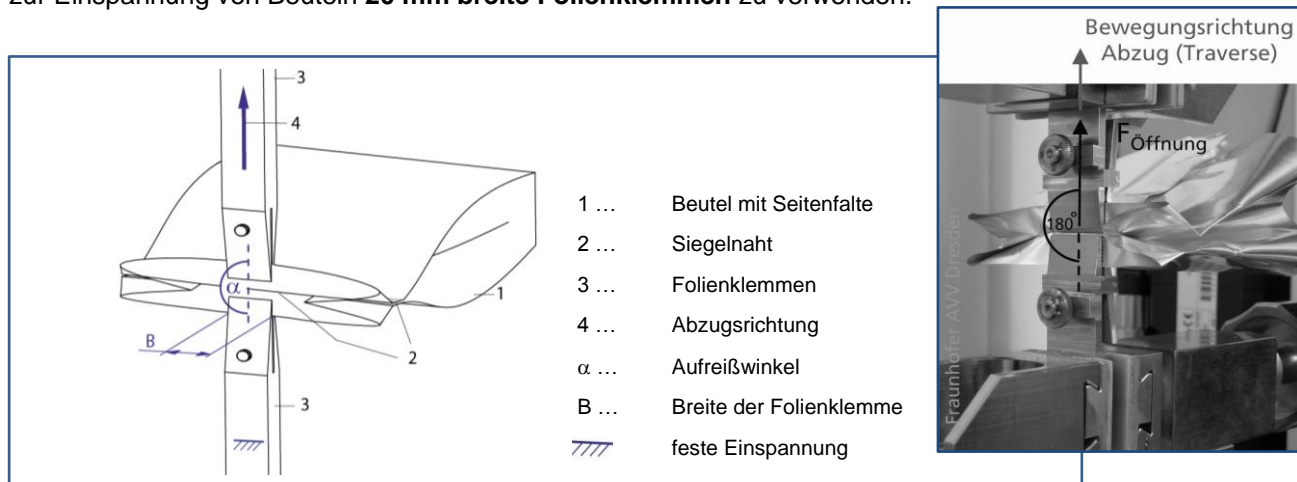 zur Einspannung von Beuteln 20 mm breite Folienklemmen zu verwenden.
3
4
α
B
1
2
3
1 … Beutel mit Seitenfalte
2 … Siegelnaht
3 … Folienklemmen
4 … Abzugsrichtung
α … Aufreißwinkel
B … Breite der Folienklemme
feste Einspannung
Bewegungsrichtung
Abzug (Traverse)
FÖffnung
180°
Fraunhofer AVV Dresden